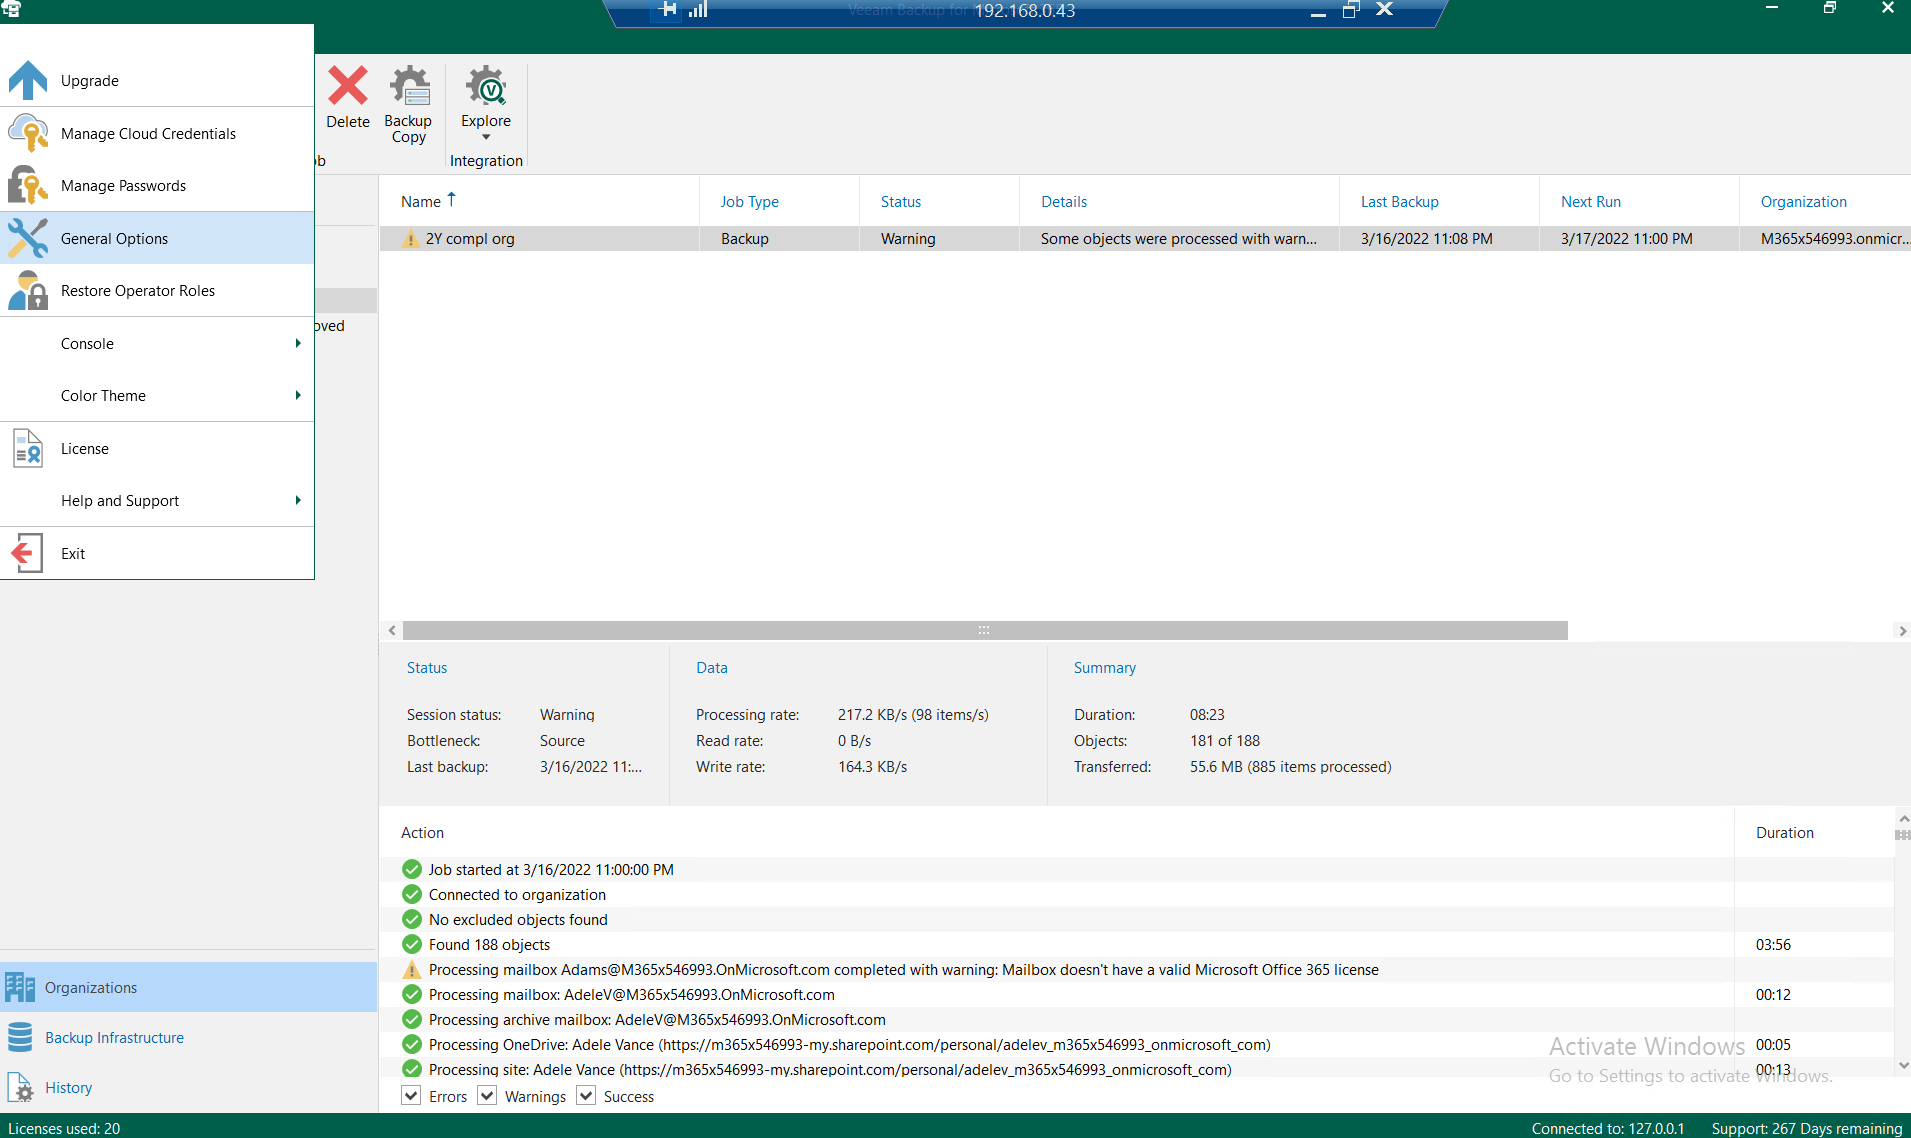 Veeam Backup for
192.168.0.43
Upgrade
Manage Cloud Credentials
Manage Passwords
General Options
Restore Operator Roles
Console
Color Theme
License
Help and Support
Exit
Delete
Backup Copy
Explore
ob
Integration
oved
Name Job Type Status Details Last Backup Next Run Organization
2Y compl org Backup Warning Some objects were processed with warn... 3/16/2022 11:08 PM 3/17/2022 11:00 PM M365x546993.onmicr...
Status Data Summary
Session status: Warning Processing rate: 217.2 KB/s (98 items/s) Duration: 08:23
Bottleneck: Source Read rate: 0 B/s Objects: 181 of 188
Last backup: 3/16/2022 11:... Write rate: 164.3 KB/s Transferred: 55.6 MB (885 items processed)
Action Duration
Job started at 3/16/2022 11:00:00 PM
Connected to organization
No excluded objects found
Found 188 objects 03:56
Processing mailbox Adams@M365x546993.OnMicrosoft.com completed with warning: Mailbox doesn't have a valid Microsoft Office 365 license
Processing mailbox: AdeleV@M365x546993.OnMicrosoft.com 00:12
Processing archive mailbox: AdeleV@M365x546993.OnMicrosoft.com
Processing OneDrive: Adele Vance (https://m365x546993-my.sharepoint.com/personal/adelev_m365x546993_onmicrosoft_com) 00:05
Processing site: Adele Vance (https://m365x546993-my.sharepoint.com/personal/adelev_m365x546993_onmicrosoft_com) 00:13
Errors Warnings Success
Organizations
Backup Infrastructure
History
Activate Windows
Go to Settings to activate Windows.
Licenses used: 20 Connected to: 127.0.0.1 Support: 267 Days remaining